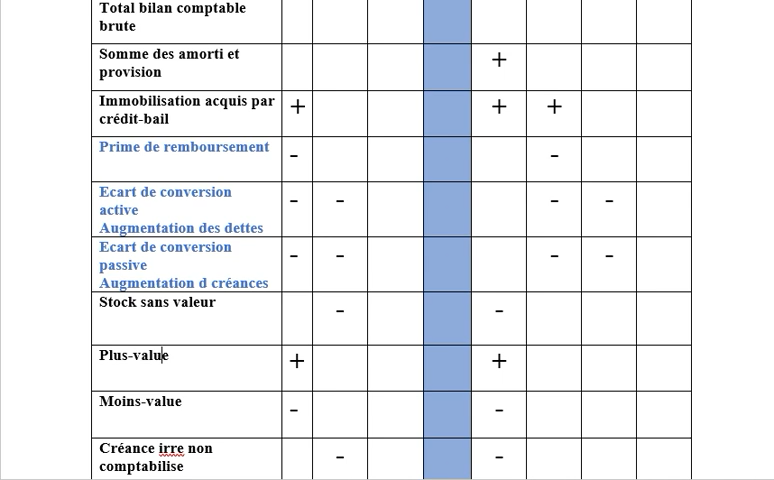 Total bilan comptable
brute
Somme des amorti et
provision
+
Immobilisation acquis par
crédit-bail
+ + +
Prime de remboursement
- -
Ecart de conversion
active
Augmentation des dettes
- - - -
Ecart de conversion
passive
Augmentation d créances
- - - -
Stock sans valeur
- -
Plus-value
+ +
Moins-value
- -
Créance irre non
comptabilise
- -